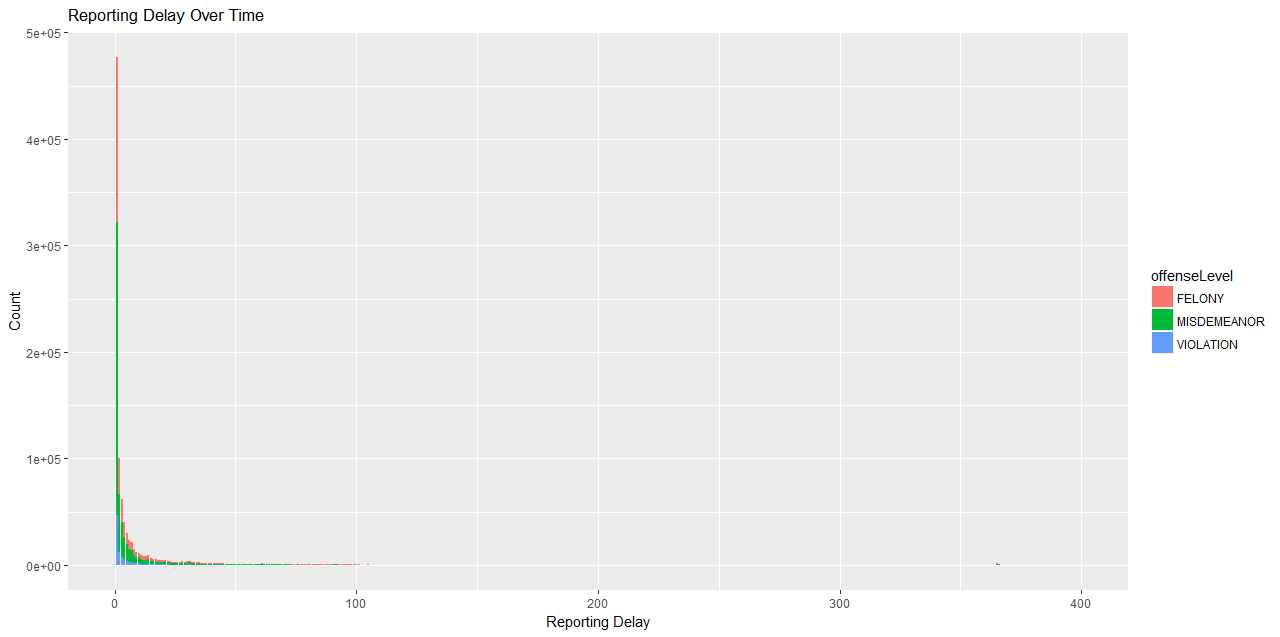 Reporting Delay Over Time
5e+05
4e+05
3e+05
2e+05
1e+05
0e+00
Count
0
100
200
300
400
Reporting Delay
offenseLevel
FELONY
MISDEMEANOR
VIOLATION